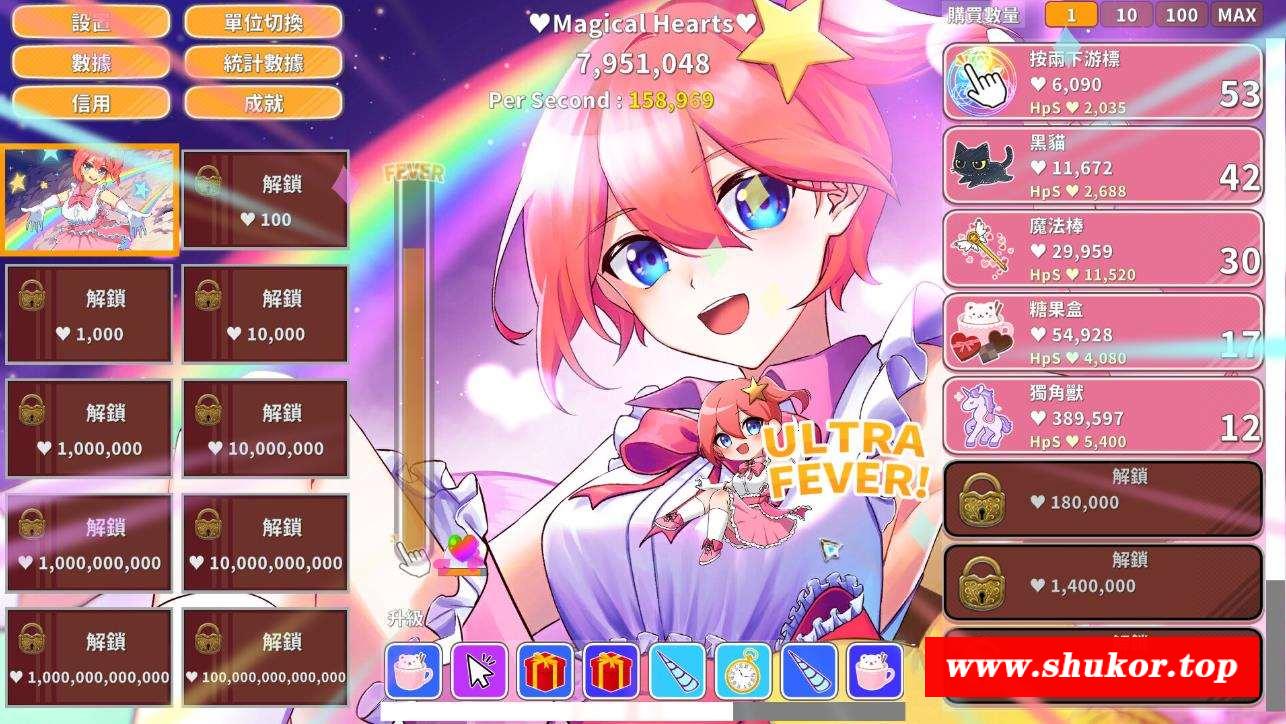 設定
單位切換
數據
統計數據
信用
成就
♥Magical Hearts♥
7,951,048
Per Second : 158,969
購買數量
1
10
100
MAX
FEVER
解鎖
♥ 100
解鎖
♥ 1,000
解鎖
♥ 10,000
解鎖
♥ 1,000,000
解鎖
♥ 10,000,000
解鎖
♥ 1,000,000,000
解鎖
♥ 10,000,000,000
解鎖
♥ 1,000,000,000,000
解鎖
♥ 100,000,000,000,000
按兩下游標
♥ 6,090
HpS ♥ 2,035
53
黑貓
♥ 11,672
HpS ♥ 2,688
42
魔法棒
♥ 29,959
HpS ♥ 11,520
30
糖果盒
♥ 54,928
HpS ♥ 4,080
17
獨角獸
♥ 389,597
HpS ♥ 5,400
12
解鎖
♥ 180,000
解鎖
♥ 1,400,000
ULTRA
FEVER!
升級
www.shukor.top